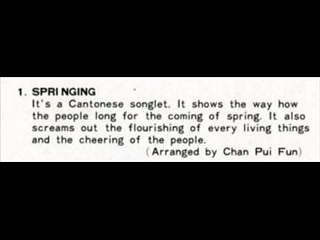 1. SPRINGING
It's a Cantonese songlet. It shows the way how
the people long for the coming of spring. It also
screams out the flourishing of every living things
and the cheering of the people.
(Arranged by Chan Pui Fun)